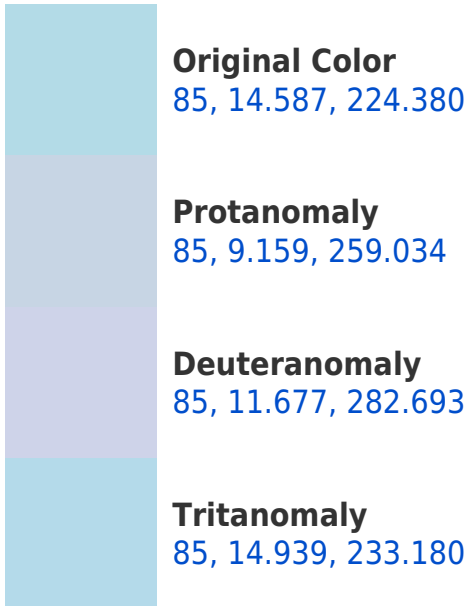 Original Color
85, 14.587, 224.380
Protanomaly
85, 9.159, 259.034
Deuteranomaly
85, 11.677, 282.693
Tritanomaly
85, 14.939, 233.180